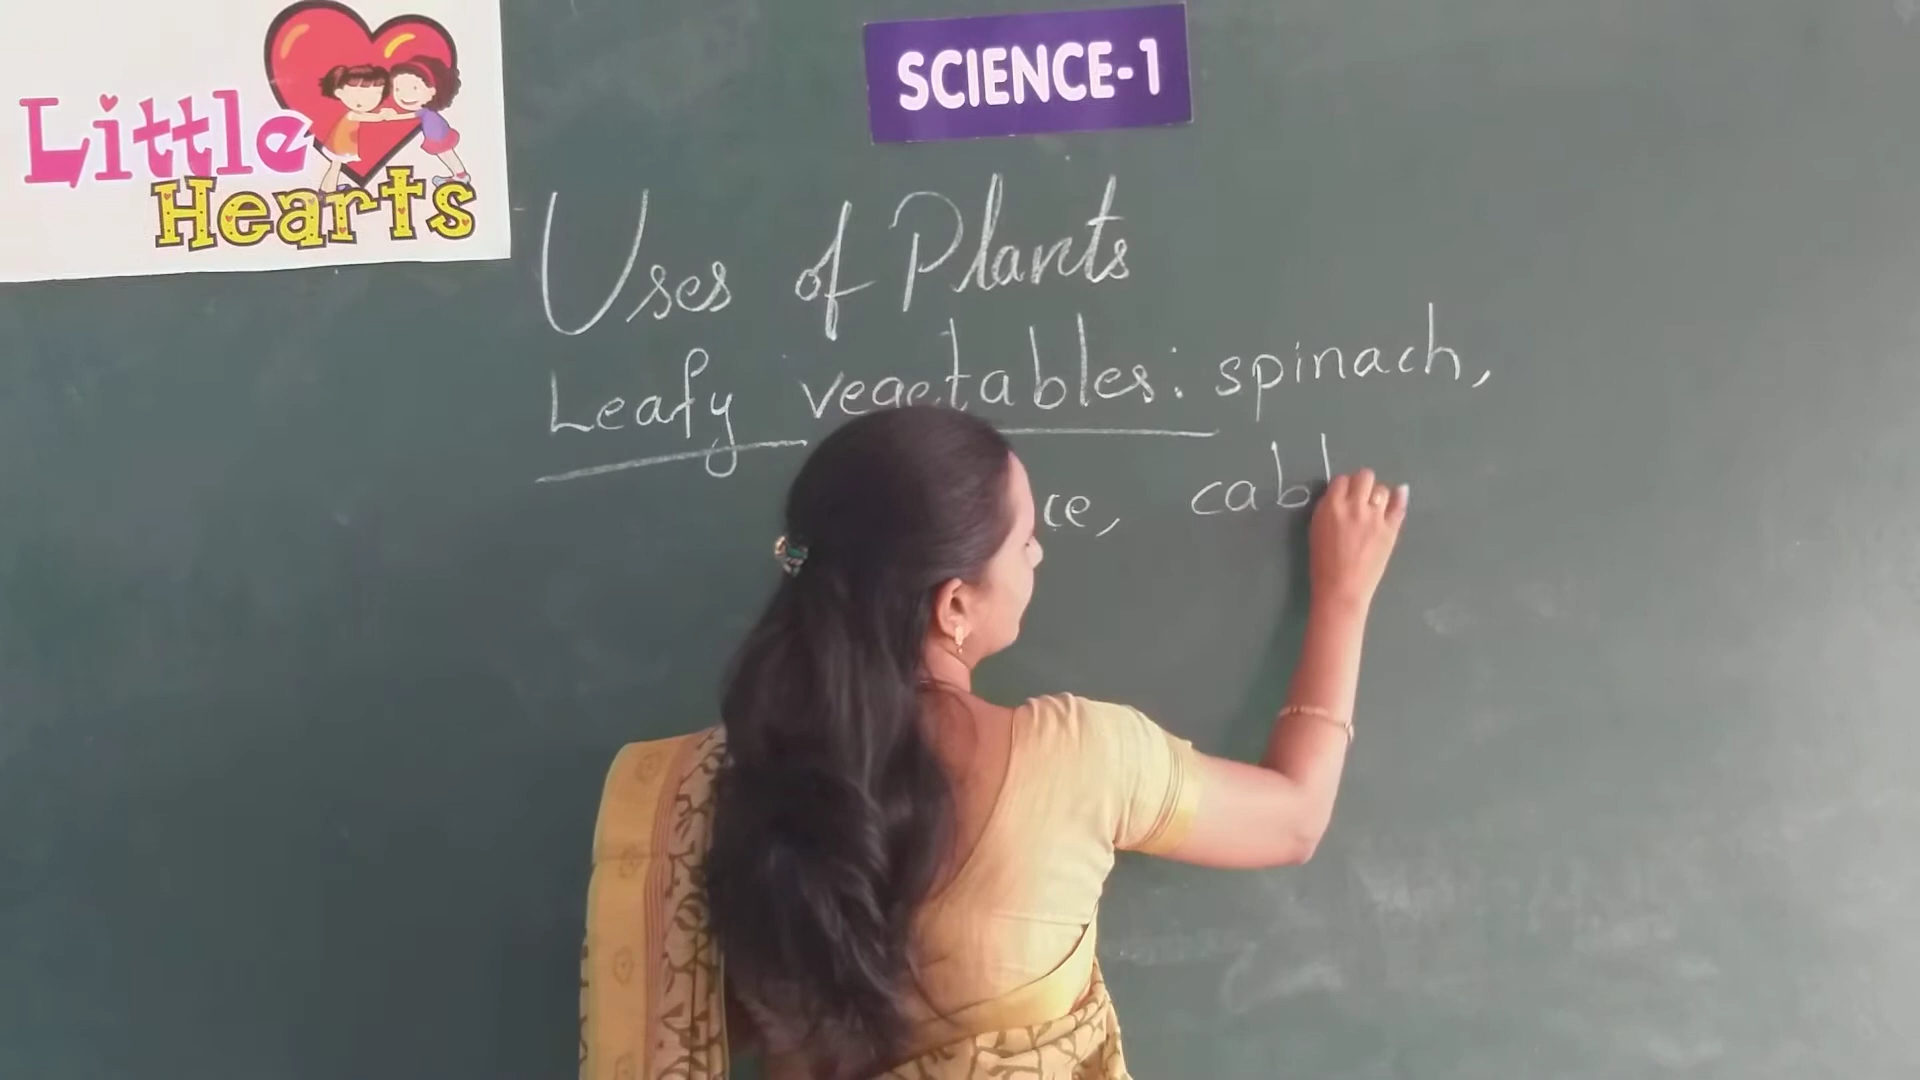 Little
Hearts
SCIENCE-1
Uses of Plants
Leafy vegetables: spinach,
ce, cab